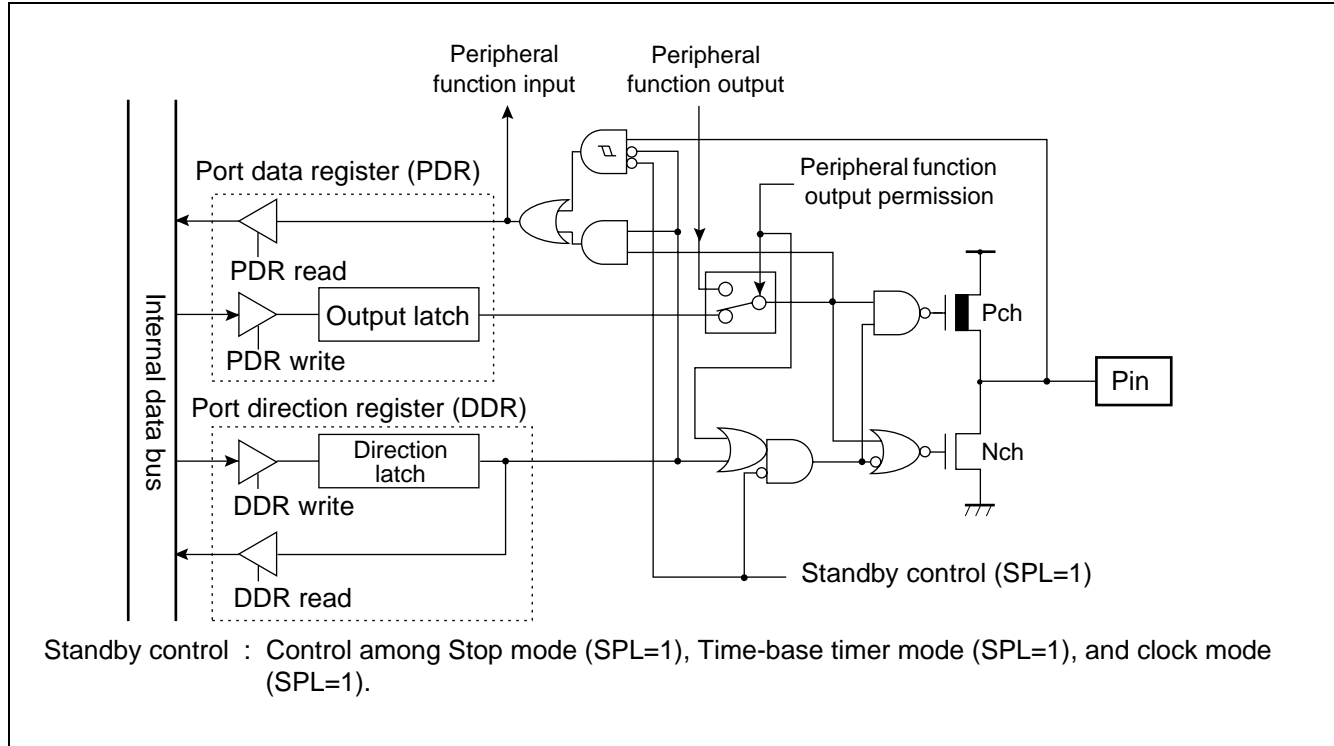 Peripheral
function input
Peripheral
function output
Port data register (PDR)
Peripheral function
output permission
PDR read
Output latch
PDR write
Pch
Pin
Internal data bus
Port direction register (DDR)
Direction
latch
DDR write
Nch
DDR read
Standby control (SPL=1)
Standby control : Control among Stop mode (SPL=1), Time-base timer mode (SPL=1), and clock mode
(SPL=1).